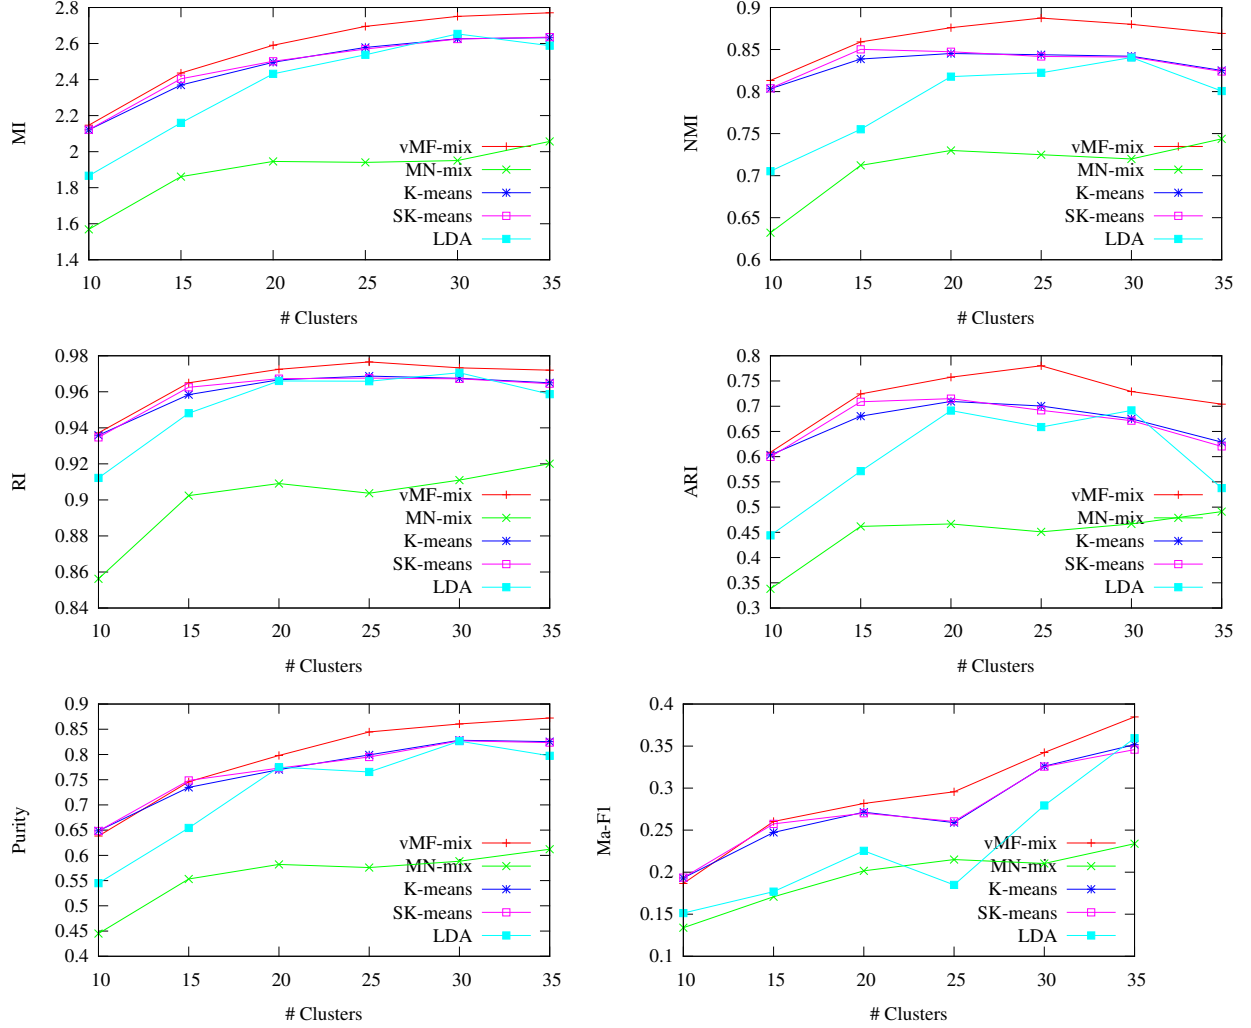 2.8
2.6
2.4
2.2
2
1.8
1.6
1.4
MI
10 15 20 25 30 35
# Clusters
vMF-mix
MN-mix
K-means
SK-means
LDA
0.9
0.85
0.8
0.75
0.7
0.65
0.6
NMI
10 15 20 25 30 35
# Clusters
vMF-mix
MN-mix
K-means
SK-means
LDA
0.98
0.96
0.94
0.92
0.9
0.88
0.86
0.84
RI
10 15 20 25 30 35
# Clusters
vMF-mix
MN-mix
K-means
SK-means
LDA
0.8
0.75
0.7
0.65
0.6
0.55
0.5
0.45
0.4
0.35
0.3
ARI
10 15 20 25 30 35
# Clusters
vMF-mix
MN-mix
K-means
SK-means
LDA
0.9
0.85
0.8
0.75
0.7
0.65
0.6
0.55
0.5
0.45
0.4
Purity
10 15 20 25 30 35
# Clusters
vMF-mix
MN-mix
K-means
SK-means
LDA
0.4
0.35
0.3
0.25
0.2
0.15
0.1
Ma-F1
10 15 20 25 30 35
# Clusters
vMF-mix
MN-mix
K-means
SK-means
LDA